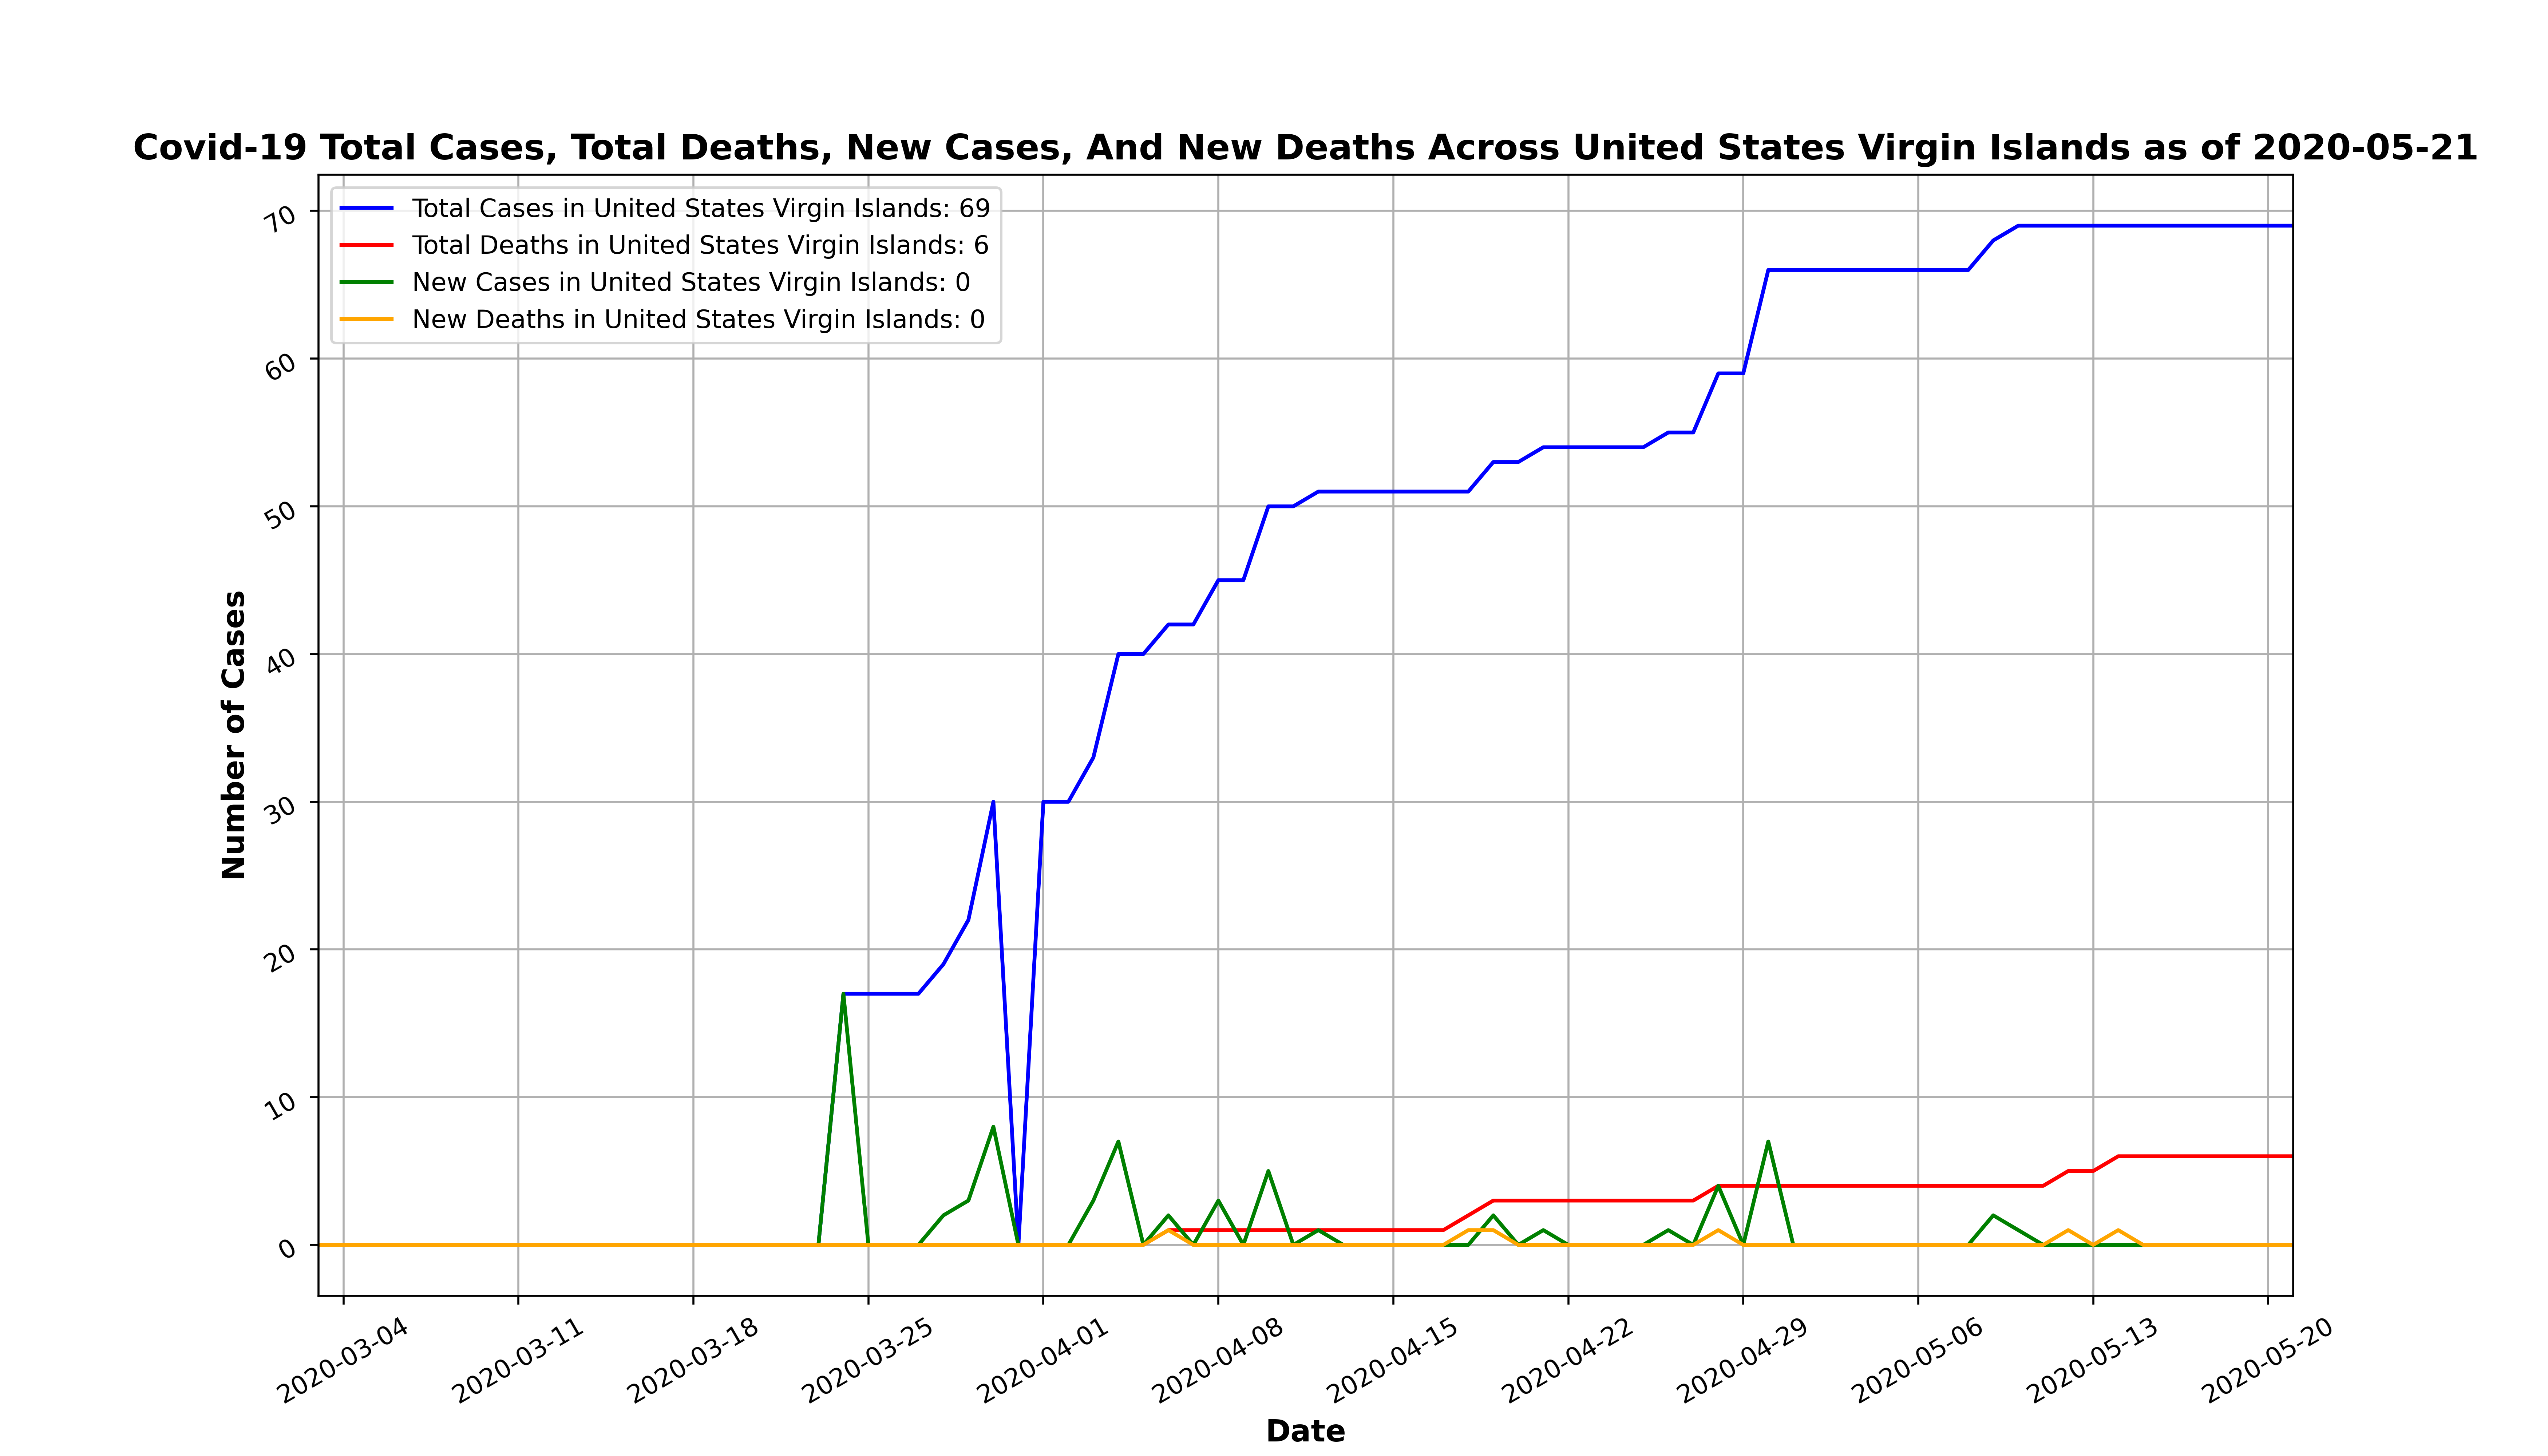 Covid-19 Total Cases, Total Deaths, New Cases, And New Deaths Across United States Virgin Islands as of 2020-05-21
Total Cases in United States Virgin Islands: 69
Total Deaths in United States Virgin Islands: 6
New Cases in United States Virgin Islands: 0
New Deaths in United States Virgin Islands: 0
Number of Cases
70
60
50
40
30
20
10
0
2020-03-04
2020-03-11
2020-03-18
2020-03-25
2020-04-01
2020-04-08
2020-04-15
2020-04-22
2020-04-29
2020-05-06
2020-05-13
2020-05-20
Date